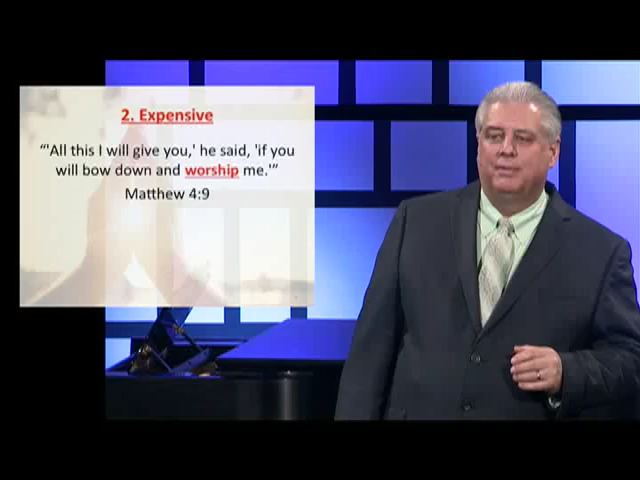 2. Expensive
“'All this I will give you,' he said, 'if you
will bow down and worship me.'”
Matthew 4:9